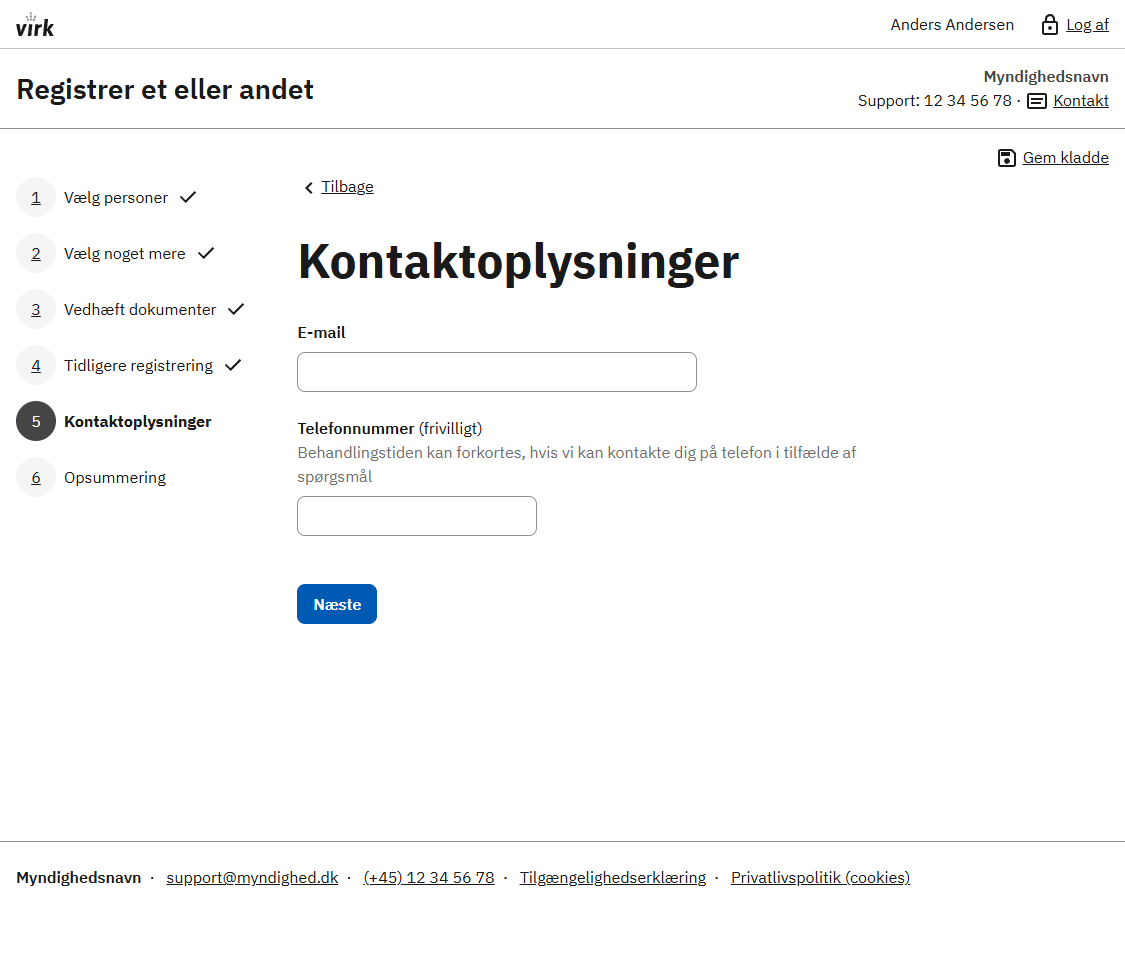 virk
Anders Andersen Log af
Registrer et eller andet
Myndighedsnavn
Support: 12 34 56 78 · Kontakt
Gem kladde
1 Vælg personer
2 Vælg noget mere
3 Vedhæft dokumenter
4 Tidligere registrering
5 Kontaktoplysninger
6 Opsummering
Tilbage
Kontaktoplysninger
E-mail
Telefonnummer (frivilligt)
Behandlingstiden kan forkortes, hvis vi kan kontakte dig på telefon i tilfælde af
spørgsmål
Næste
Myndighedsnavn · support@myndighed.dk · (+45) 12 34 56 78 · Tilgængelighedserklæring · Privatlivspolitik (cookies)